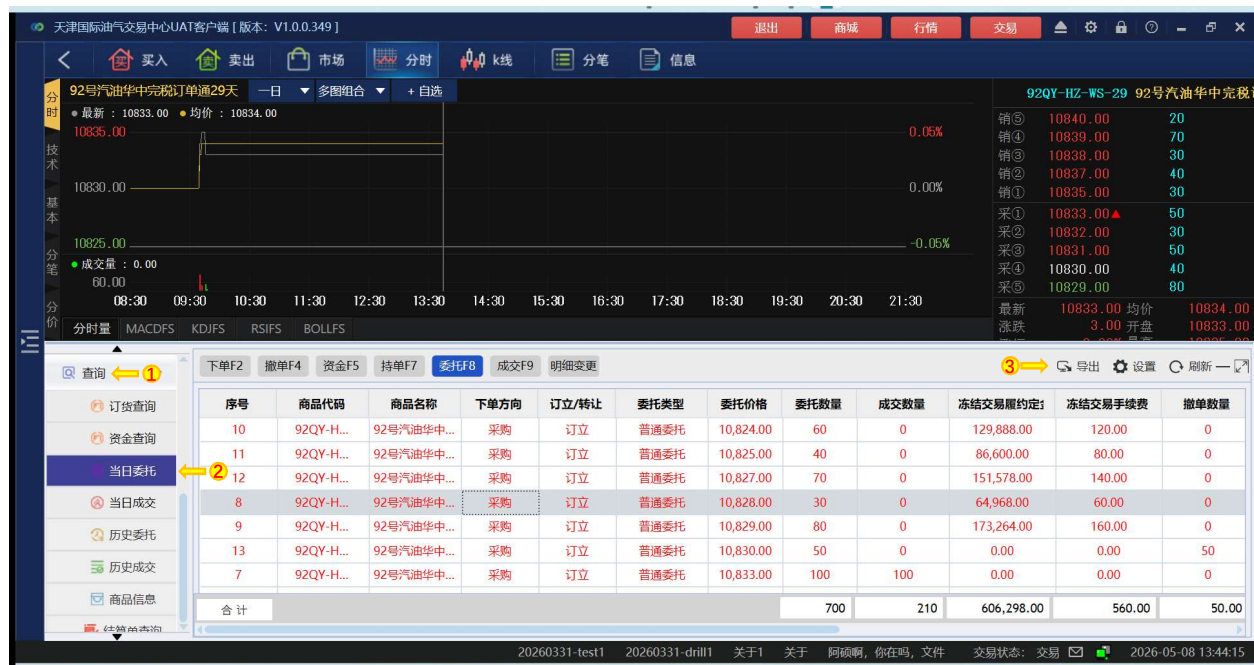 天津国际油气交易中心UAT客户端 [ 版本: V1.0.0.349 ] 退出 商城 行情 交易
买入 卖出 市场 分时 k线 分笔 信息
分时 技术 基本 分笔 分价
92号汽油华中完税订单通29天 一日 ▼ 多图组合 ▼ + 自选
最新 : 10833.00 均价 : 10834.00
10835.00 0.05%
10830.00 0.00%
10825.00 -0.05%
成交量 : 0.00
60.00
08:30 09:30 10:30 11:30 12:30 13:30 14:30 15:30 16:30 17:30 18:30 19:30 20:30 21:30
分时量 MACDFS KDJFS RSIFS BOLLFS
92QY-HZ-WS-29 92号汽油华中完税
销⑤ 10840.00 20
销④ 10839.00 70
销③ 10838.00 30
销② 10837.00 40
销① 10835.00 30
采① 10833.00▲ 50
采② 10832.00 30
采③ 10831.00 50
采④ 10830.00 40
采⑤ 10829.00 80
最新 10833.00 均价 10834.00
涨跌 3.00 开盘 10833.00
查询 1
订货查询
资金查询
当日委托 2
当日成交
历史委托
历史成交
商品信息
结算单查询
下单F2 撤单F4 资金F5 持单F7 委托F8 成交F9 明细变更 3 导出 设置 刷新
序号 商品代码 商品名称 下单方向 订立/转让 委托类型 委托价格 委托数量 成交数量 冻结交易履约定 冻结交易手续费 撤单数量
10 92QY-H... 92号汽油华中... 采购 订立 普通委托 10,824.00 60 0 129,888.00 120.00 0
11 92QY-H... 92号汽油华中... 采购 订立 普通委托 10,825.00 40 0 86,600.00 80.00 0
12 92QY-H... 92号汽油华中... 采购 订立 普通委托 10,827.00 70 0 151,578.00 140.00 0
8 92QY-H... 92号汽油华中... 采购 订立 普通委托 10,828.00 30 0 64,968.00 60.00 0
9 92QY-H... 92号汽油华中... 采购 订立 普通委托 10,829.00 80 0 173,264.00 160.00 0
13 92QY-H... 92号汽油华中... 采购 订立 普通委托 10,830.00 50 0 0.00 0.00 50
7 92QY-H... 92号汽油华中... 采购 订立 普通委托 10,833.00 100 100 0.00 0.00 0
合 计 700 210 606,298.00 560.00 50.00
20260331-test1 20260331-drill1 关于1 关于 阿硕啊，你在吗，文件 交易状态: 交易 2026-05-08 13:44:15